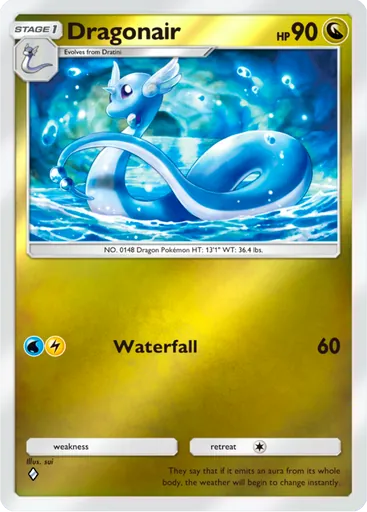 STAGE 1 Dragonair HP 90
Evolves from Dratini
NO. 0148 Dragon Pokémon HT: 13'1" WT: 36.4 lbs.
Waterfall 60
weakness retreat
Illus. sui
They say that if it emits an aura from its whole
body, the weather will begin to change instantly.